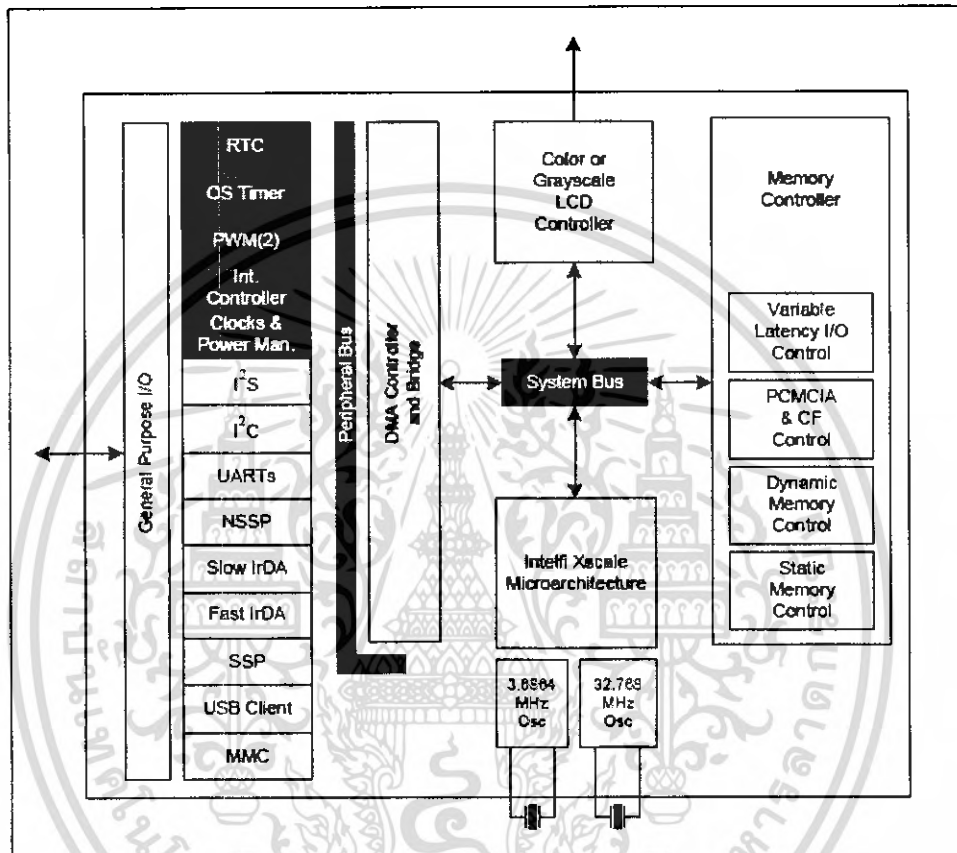 General Purpose I/O
RTC
OS Timer
PWM(2)
Int.
Controller
Clocks &
Power Man.
I²S
I²C
UARTs
NSSP
Slow IrDA
Fast IrDA
SSP
USB Client
MMC
Peripheral Bus
DMA Controller
and Bridge
Color or
Grayscale
LCD
Controller
System Bus
Intelfi Xscale
Microarchitecture
3.6864
MHz
Osc
32.768
MHz
Osc
Memory
Controller
Variable
Latency I/O
Control
PCMCIA
& CF
Control
Dynamic
Memory
Control
Static
Memory
Control